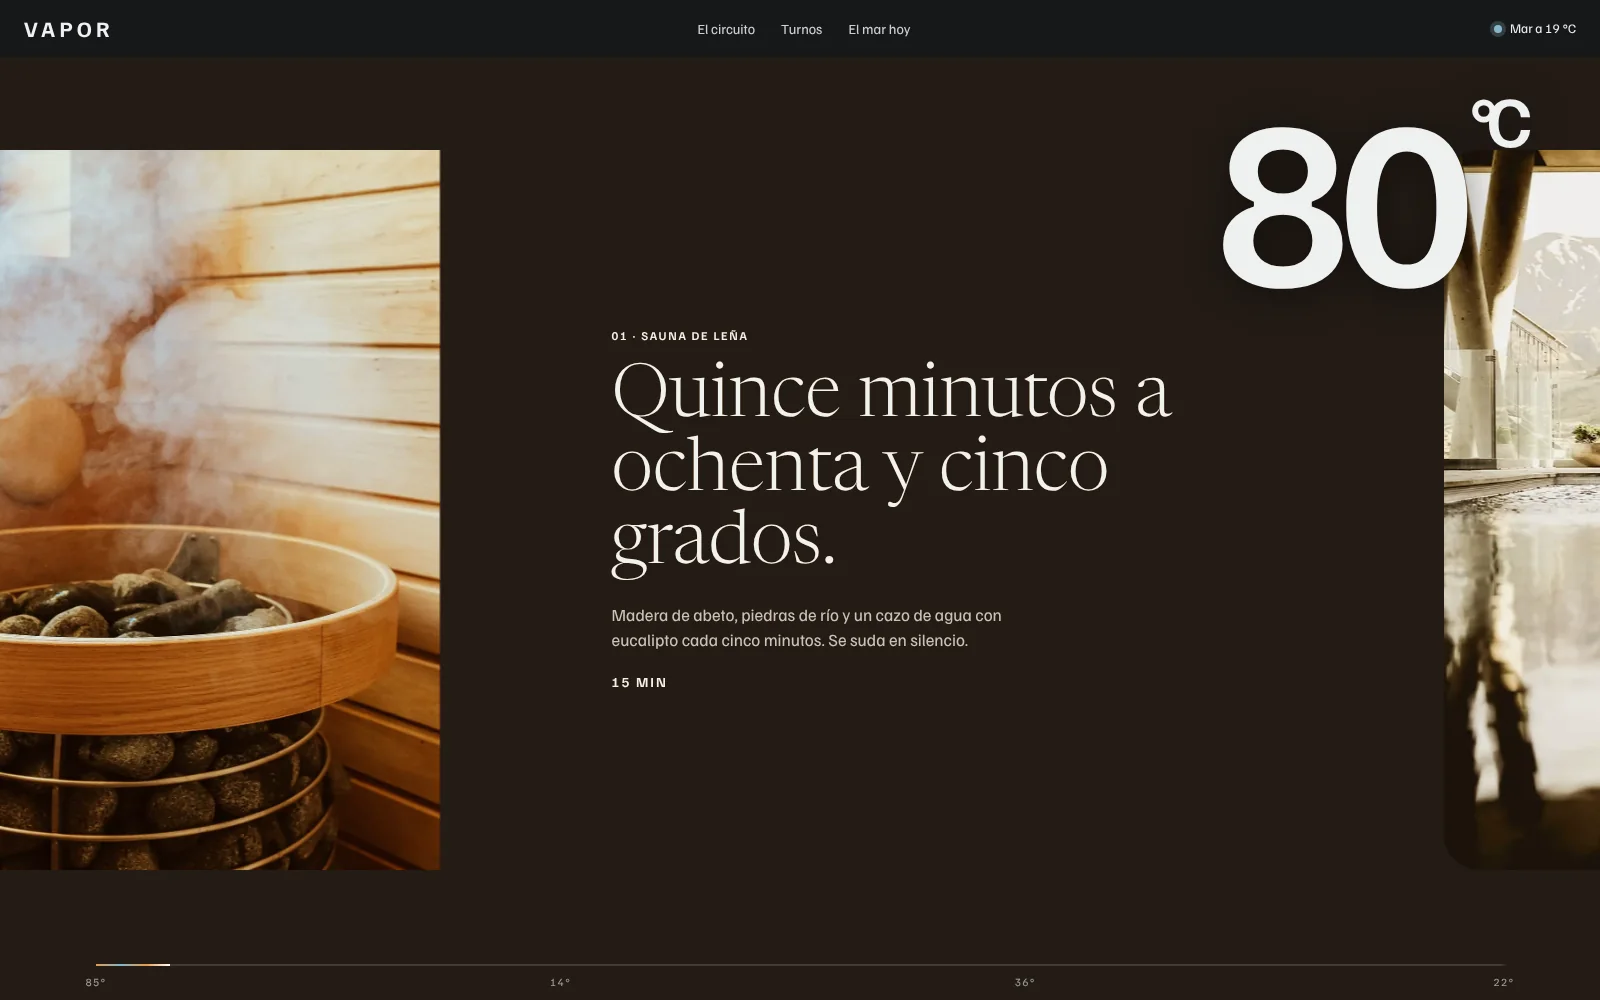 VAPOR
El circuito
Turnos
El mar hoy
Mar a 19 °C
80 °C
01 · SAUNA DE LEÑA
Quince minutos a
ochenta y cinco
grados.
Madera de abeto, piedras de río y un cazo de agua con
eucalipto cada cinco minutos. Se suda en silencio.
15 MIN
85°
14°
36°
22°